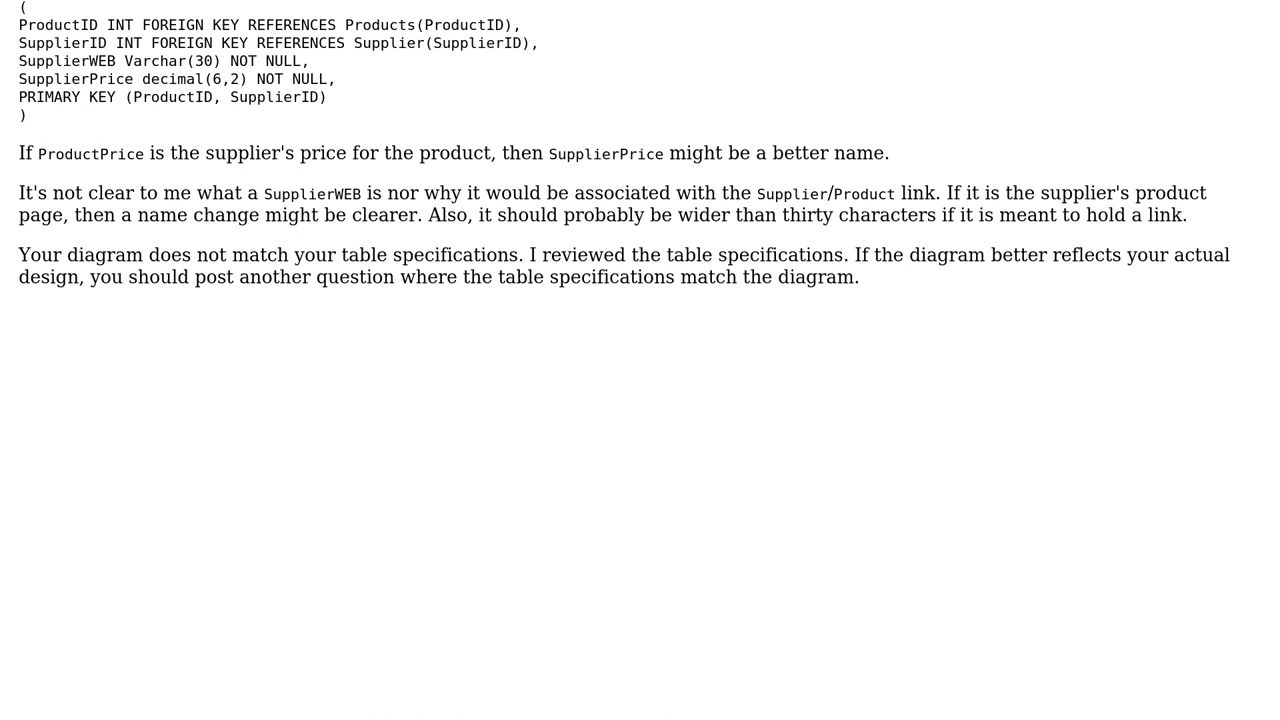 (
ProductID INT FOREIGN KEY REFERENCES Products(ProductID),
SupplierID INT FOREIGN KEY REFERENCES Supplier(SupplierID),
SupplierWEB Varchar(30) NOT NULL,
SupplierPrice decimal(6,2) NOT NULL,
PRIMARY KEY (ProductID, SupplierID)
)
If ProductPrice is the supplier's price for the product, then SupplierPrice might be a better name.
It's not clear to me what a SupplierWEB is nor why it would be associated with the Supplier/Product link. If it is the supplier's product
page, then a name change might be clearer. Also, it should probably be wider than thirty characters if it is meant to hold a link.
Your diagram does not match your table specifications. I reviewed the table specifications. If the diagram better reflects your actual
design, you should post another question where the table specifications match the diagram.